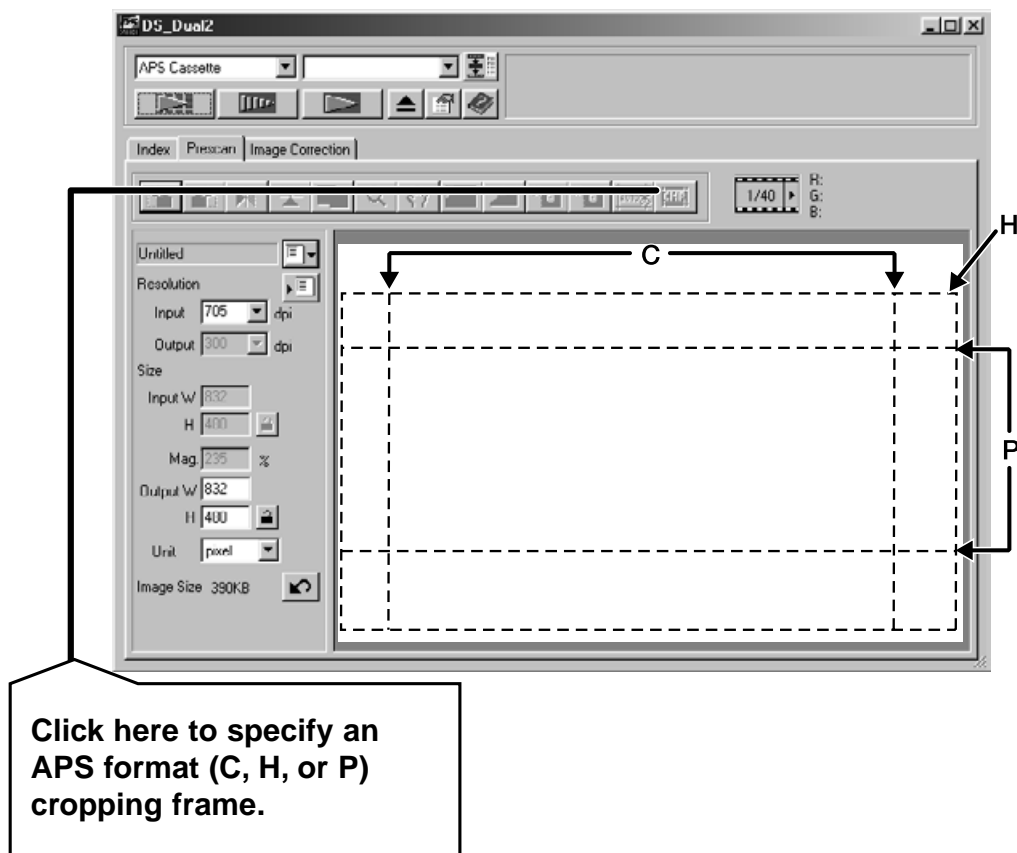 DS_Dual2
APS Cassette
Index Prescan Image Correction
CHP
1/40
R:
G:
B:
H
C
Untitled
Resolution
Input 705 dpi
Output 300 dpi
Size
Input W 832
H 400
P
Mag. 235 %
Output W 832
H 400
Unit pixel
Image Size 390KB
Click here to specify an
APS format (C, H, or P)
cropping frame.